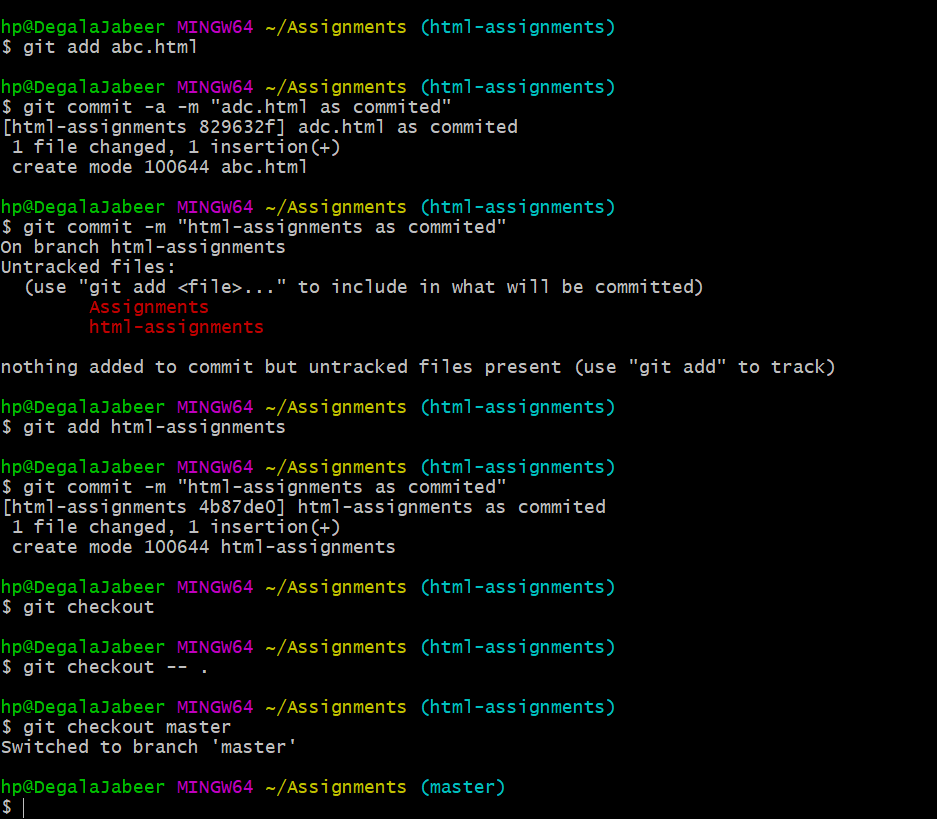 hp@DegalaJabeer MINGW64 ~/Assignments (html-assignments)
$ git add abc.html
hp@DegalaJabeer MINGW64 ~/Assignments (html-assignments)
$ git commit -a -m "adc.html as commited"
[html-assignments 829632f] adc.html as commited
 1 file changed, 1 insertion(+)
 create mode 100644 abc.html
hp@DegalaJabeer MINGW64 ~/Assignments (html-assignments)
$ git commit -m "html-assignments as commited"
On branch html-assignments
Untracked files:
  (use "git add <file>..." to include in what will be committed)
        Assignments
        html-assignments
nothing added to commit but untracked files present (use "git add" to track)
hp@DegalaJabeer MINGW64 ~/Assignments (html-assignments)
$ git add html-assignments
hp@DegalaJabeer MINGW64 ~/Assignments (html-assignments)
$ git commit -m "html-assignments as commited"
[html-assignments 4b87de0] html-assignments as commited
 1 file changed, 1 insertion(+)
 create mode 100644 html-assignments
hp@DegalaJabeer MINGW64 ~/Assignments (html-assignments)
$ git checkout
hp@DegalaJabeer MINGW64 ~/Assignments (html-assignments)
$ git checkout -- .
hp@DegalaJabeer MINGW64 ~/Assignments (html-assignments)
$ git checkout master
Switched to branch 'master'
hp@DegalaJabeer MINGW64 ~/Assignments (master)
$